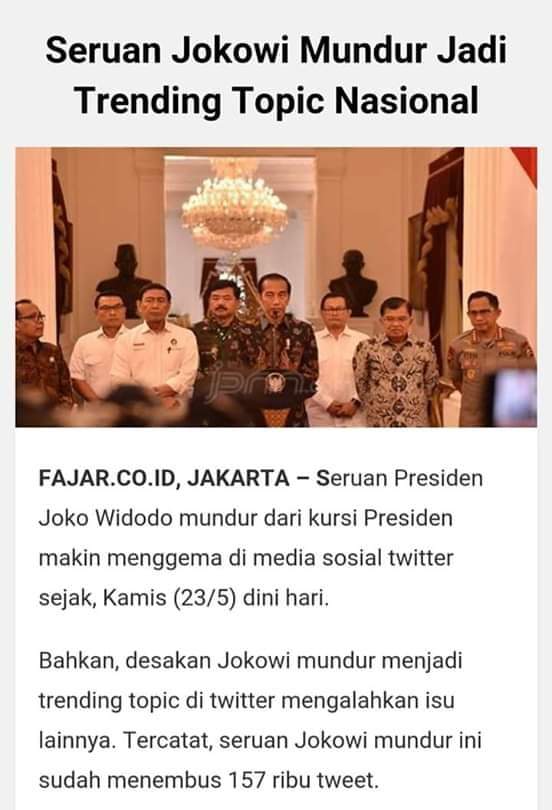 Seruan Jokowi Mundur Jadi
Trending Topic Nasional
jpnn.
FAJAR.CO.ID, JAKARTA – Seruan Presiden
Joko Widodo mundur dari kursi Presiden
makin menggema di media sosial twitter
sejak, Kamis (23/5) dini hari.
Bahkan, desakan Jokowi mundur menjadi
trending topic di twitter mengalahkan isu
lainnya. Tercatat, seruan Jokowi mundur ini
sudah menembus 157 ribu tweet.